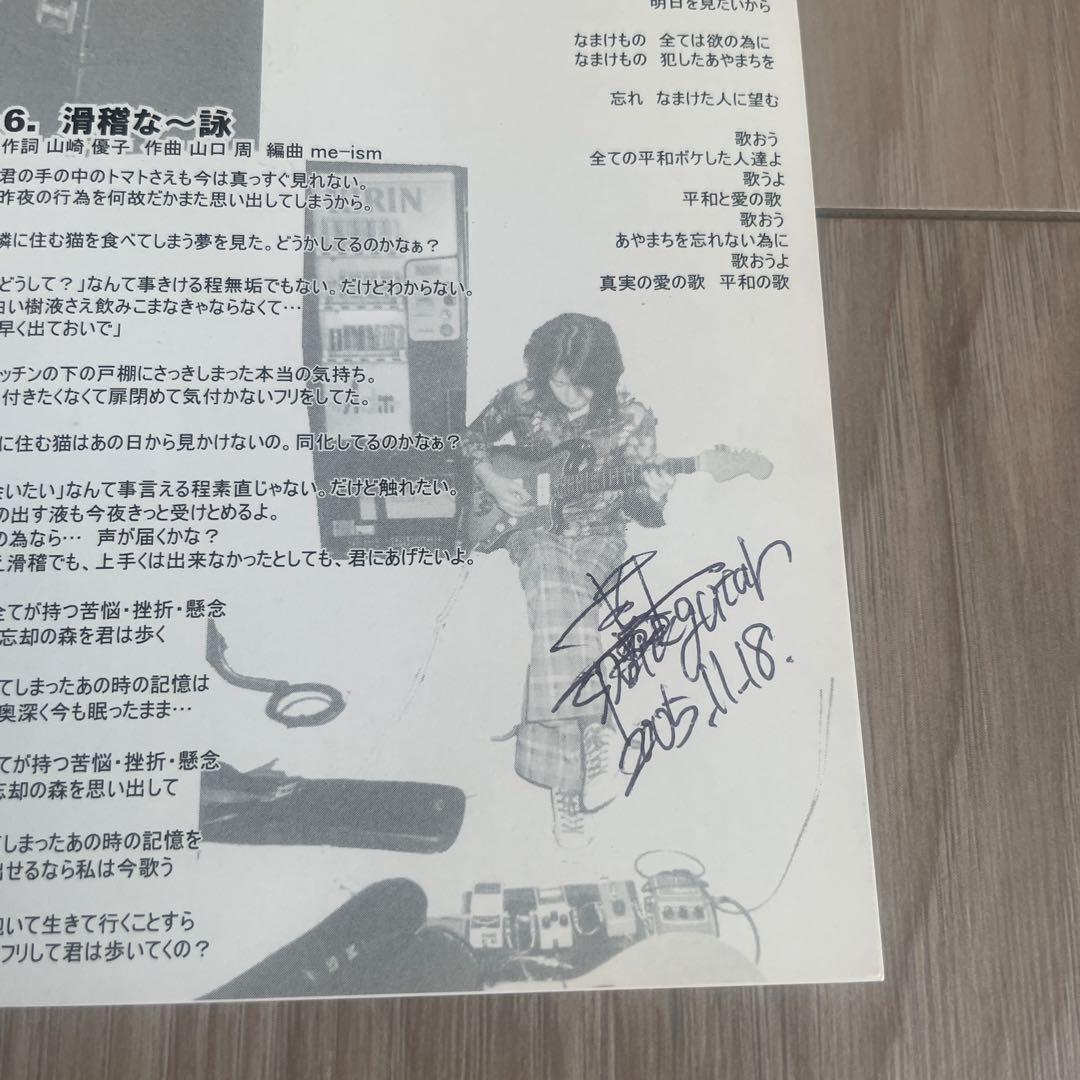 6. 滑稽な〜詠
作詞 山崎 優子 作曲 山口 周 編曲 me-ism
君の手の中のトマトさえも今は真っすぐ見れない。
昨夜の行為を何故だかまた思い出してしまうから。
隣に住む猫を食べてしまう夢を見た。どうかしてるのかなぁ？
どうして？」なんて事きける程無垢でもない。だけどわからない。
白い樹液さえ飲みこまなきゃならなくて…
早く出ておいで」
ッチンの下の戸棚にさっきしまった本当の気持ち。
付きたくなくて扉閉めて気付かないフリをしてた。
に住む猫はあの日から見かけないの。同化してるのかなぁ？
いたい」なんて事言える程素直じゃない。だけど触れたい。
の出す液も今夜きっと受けとめるよ。
の為なら… 声が届くかな？
滑稽でも、上手くは出来なかったとしても、君にあげたいよ。
全てが持つ苦悩・挫折・懸念
忘却の森を君は歩く
てしまったあの時の記憶は
奥深く今も眠ったまま…
てが持つ苦悩・挫折・懸念
忘却の森を思い出して
てしまったあの時の記憶を
出せるなら私は今歌う
抱いて生きて行くことすら
フリして君は歩いてくの？
明日を見たいから
なまけもの 全ては欲の為に
なまけもの 犯したあやまちを
忘れ なまけた人に望む
歌おう
全ての平和ボケした人達よ
歌うよ
平和と愛の歌
歌おう
あやまちを忘れない為に
歌おうよ
真実の愛の歌 平和の歌
RIN
guitar
2005.11.18.